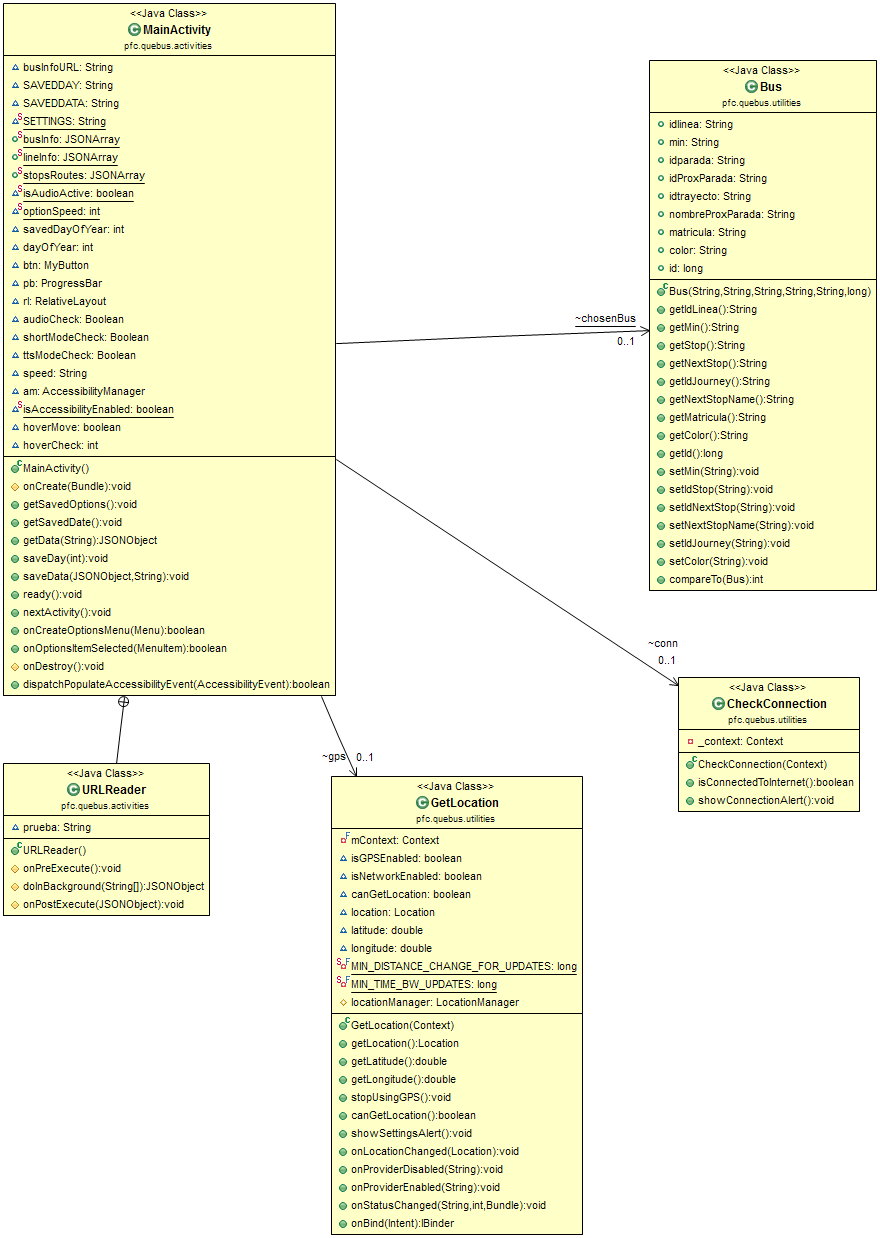 <<Java Class>>
MainActivity
pfc.quebus.activities
busInfoURL: String
SAVEDDAY: String
SAVEDDATA: String
SETTINGS: String
busInfo: JSONArray
lineInfo: JSONArray
stopsRoutes: JSONArray
isAudioActive: boolean
optionSpeed: int
savedDayOfYear: int
dayOfYear: int
btn: MyButton
pb: ProgressBar
rl: RelativeLayout
audioCheck: Boolean
shortModeCheck: Boolean
ttsModeCheck: Boolean
speed: String
am: AccessibilityManager
isAccessibilityEnabled: boolean
hoverMove: boolean
hoverCheck: int
MainActivity()
onCreate(Bundle):void
getSavedOptions():void
getSavedDate():void
getData(String):JSONObject
saveDay(int):void
saveData(JSONObject,String):void
ready():void
nextActivity():void
onCreateOptionsMenu(Menu):boolean
onOptionsItemSelected(MenuItem):boolean
onDestroy():void
dispatchPopulateAccessibilityEvent(AccessibilityEvent):boolean
<<Java Class>>
Bus
pfc.quebus.utilities
idlinea: String
min: String
idparada: String
idProxParada: String
idtrayecto: String
nombreProxParada: String
matricula: String
color: String
id: long
Bus(String,String,String,String,String,long)
getIdLinea():String
getMin():String
getStop():String
getNextStop():String
getIdJourney():String
getNextStopName():String
getMatricula():String
getColor():String
getId():long
setMin(String):void
setIdStop(String):void
setIdNextStop(String):void
setNextStopName(String):void
setIdJourney(String):void
setColor(String):void
compareTo(Bus):int
~chosenBus
0..1
~conn
0..1
<<Java Class>>
CheckConnection
pfc.quebus.utilities
_context: Context
CheckConnection(Context)
isConnectedToInternet():boolean
showConnectionAlert():void
~gps 0..1
<<Java Class>>
URLReader
pfc.quebus.activities
prueba: String
URLReader()
onPreExecute():void
doInBackground(String[]):JSONObject
onPostExecute(JSONObject):void
<<Java Class>>
GetLocation
pfc.quebus.utilities
mContext: Context
isGPSEnabled: boolean
isNetworkEnabled: boolean
canGetLocation: boolean
location: Location
latitude: double
longitude: double
MIN_DISTANCE_CHANGE_FOR_UPDATES: long
MIN_TIME_BW_UPDATES: long
locationManager: LocationManager
GetLocation(Context)
getLocation():Location
getLatitude():double
getLongitude():double
stopUsingGPS():void
canGetLocation():boolean
showSettingsAlert():void
onLocationChanged(Location):void
onProviderDisabled(String):void
onProviderEnabled(String):void
onStatusChanged(String,int,Bundle):void
onBind(Intent):IBinder